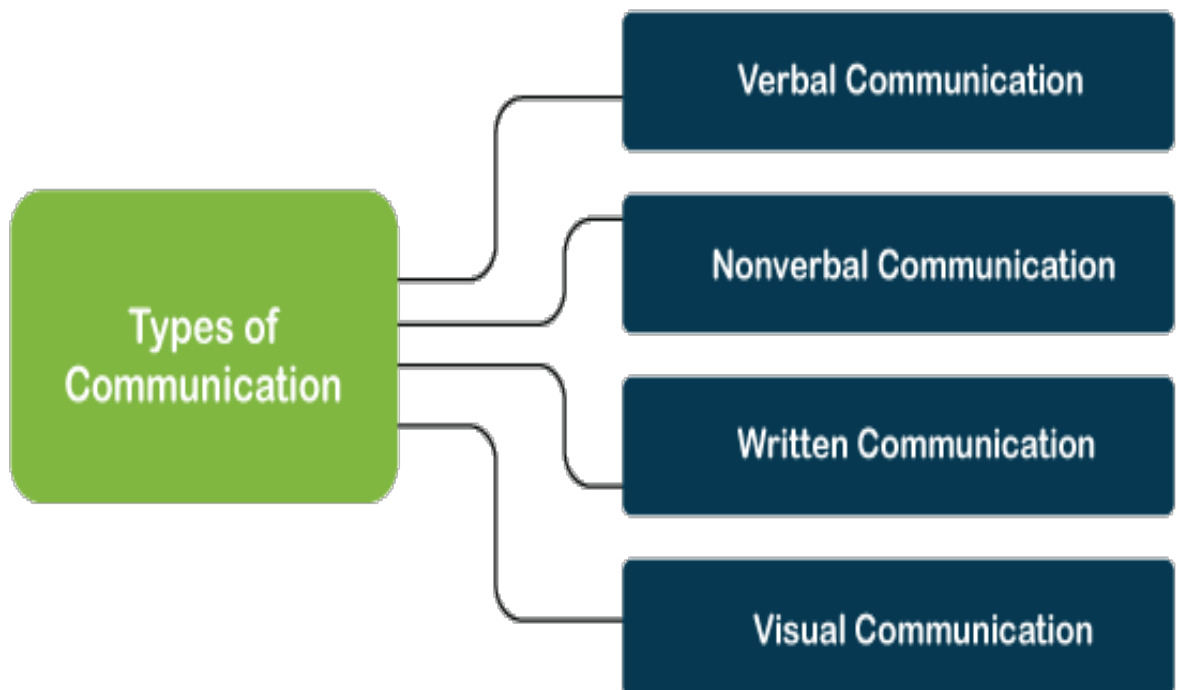 Types of
Communication
Verbal Communication
Nonverbal Communication
Written Communication
Visual Communication